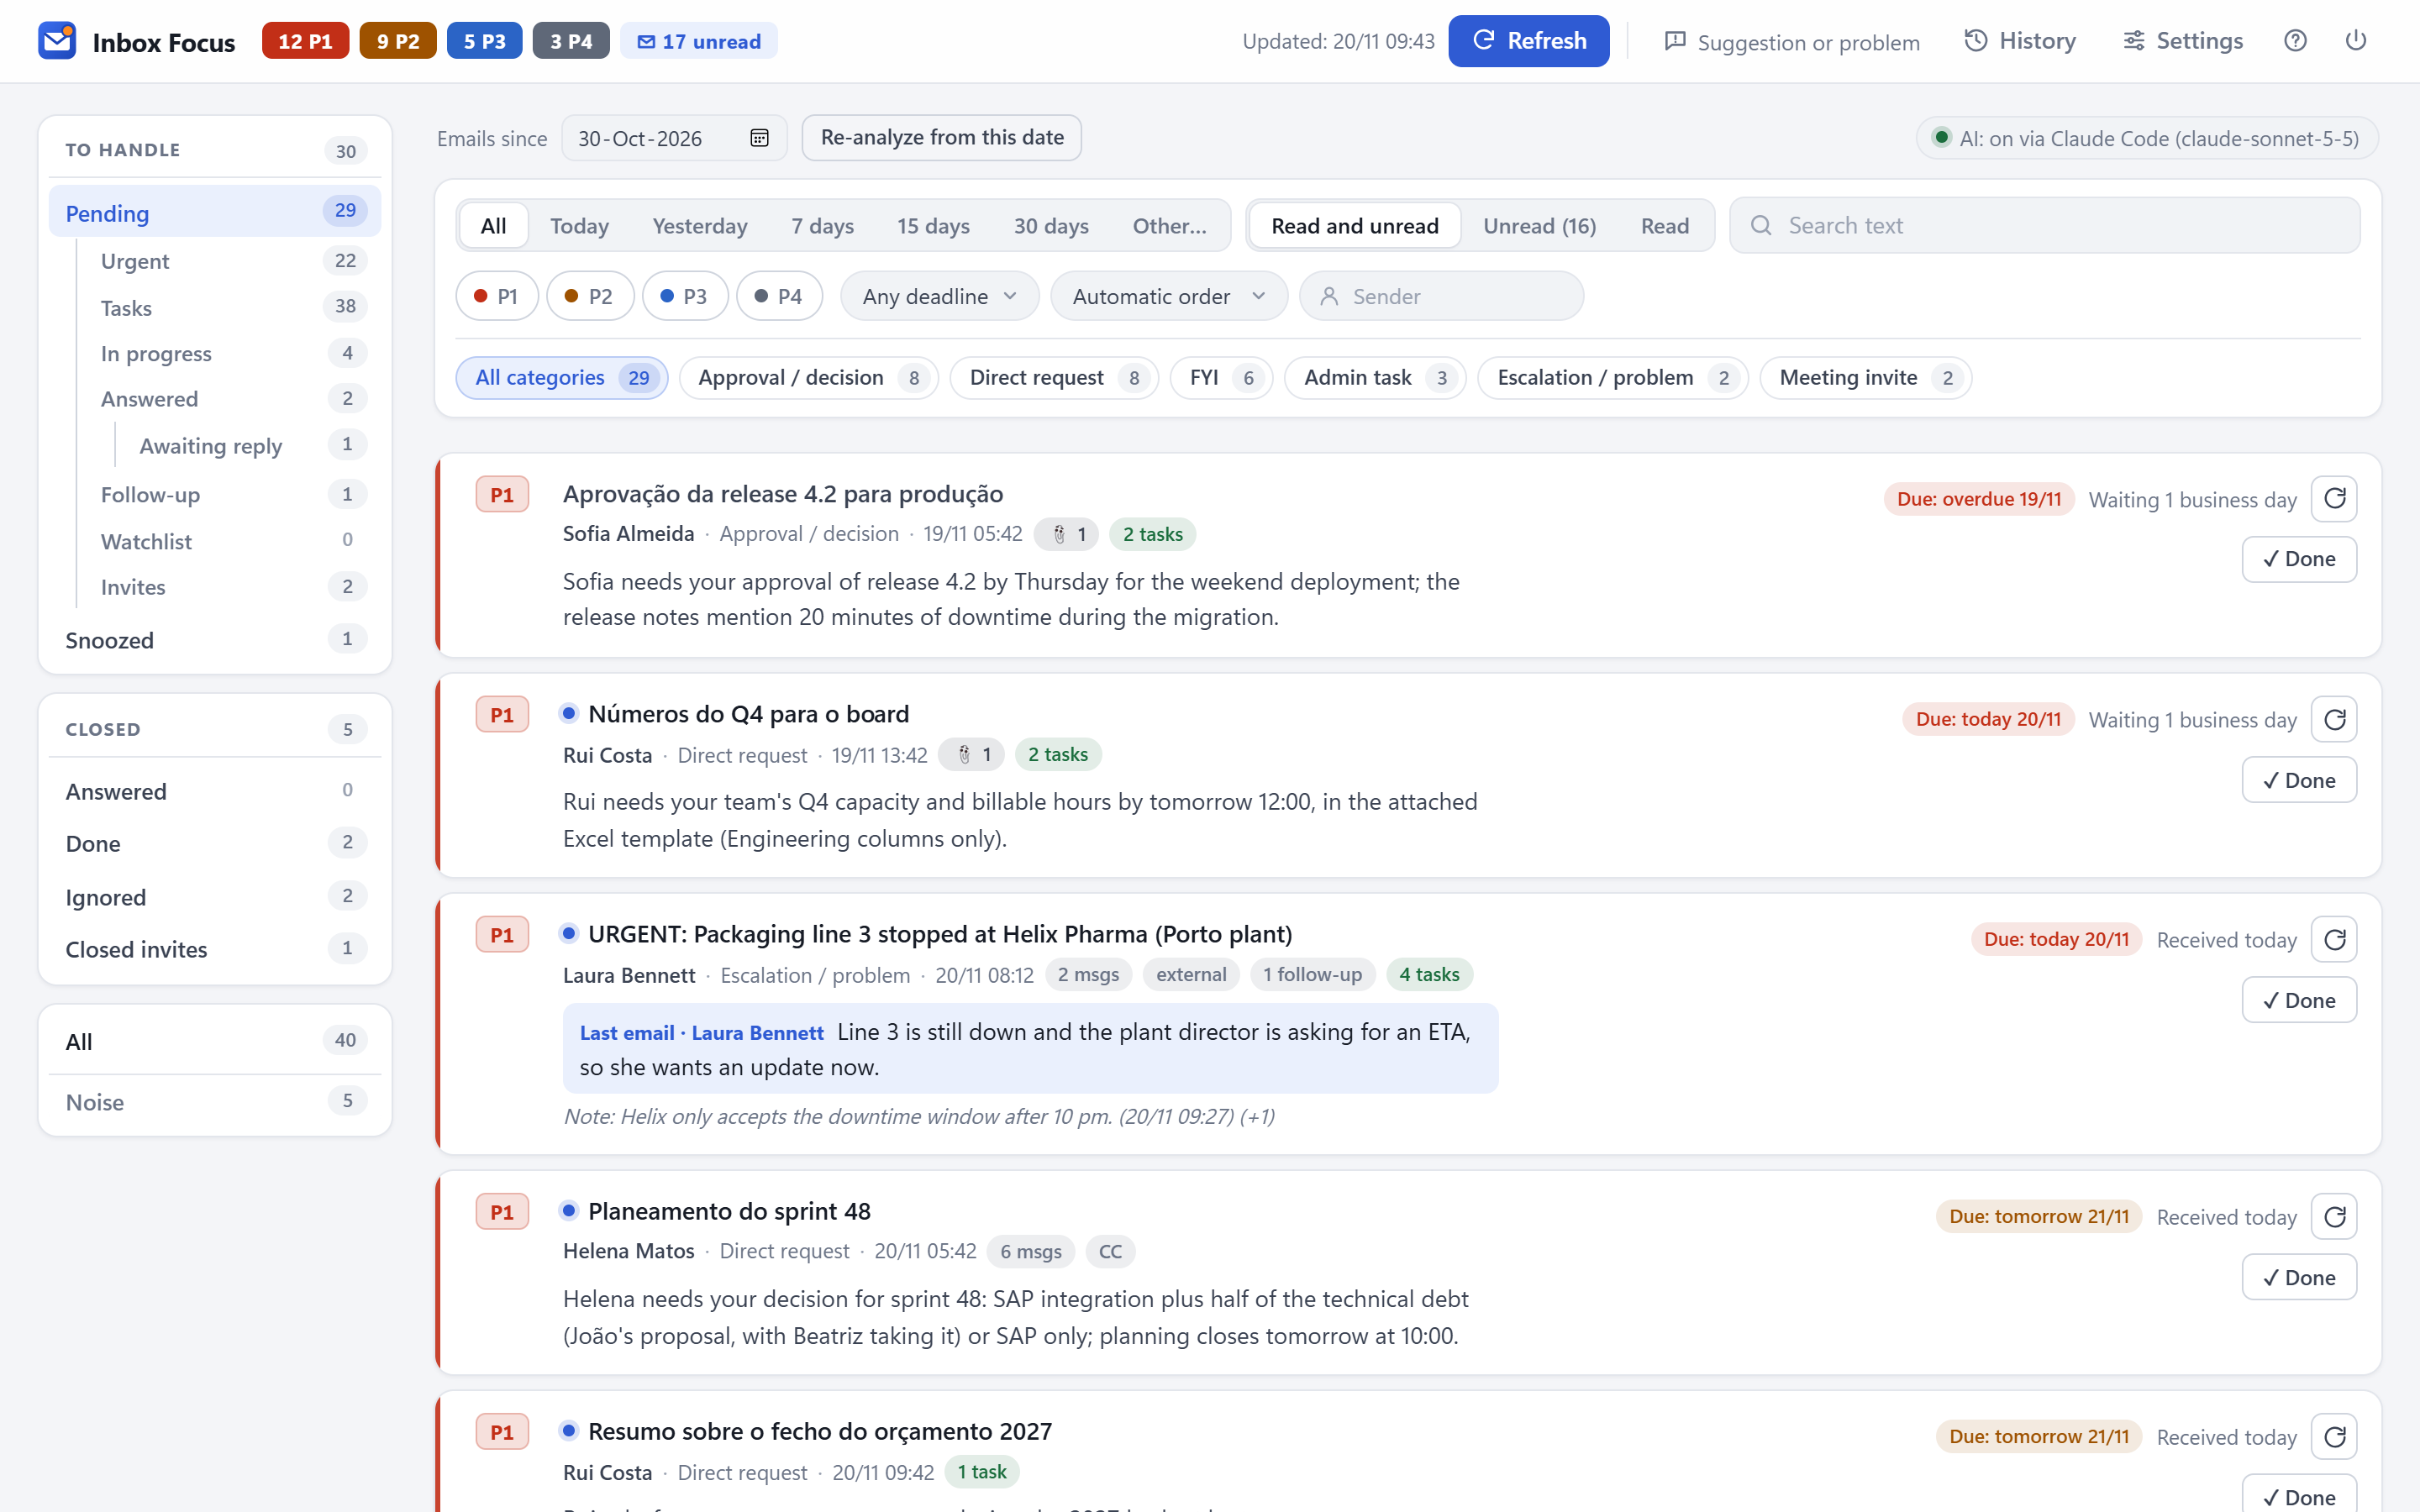 Inbox Focus 12 P1 9 P2 5 P3 3 P4 17 unread Updated: 20/11 09:43 Refresh Suggestion or problem History Settings
TO HANDLE 30
Pending 29
Urgent 22
Tasks 38
In progress 4
Answered 2
Awaiting reply 1
Follow-up 1
Watchlist 0
Invites 2
Snoozed 1
CLOSED 5
Answered 0
Done 2
Ignored 2
Closed invites 1
All 40
Noise 5
Emails since 30-Oct-2026 Re-analyze from this date AI: on via Claude Code (claude-sonnet-5-5)
All Today Yesterday 7 days 15 days 30 days Other... Read and unread Unread (16) Read Search text
P1 P2 P3 P4 Any deadline Automatic order Sender
All categories 29 Approval / decision 8 Direct request 8 FYI 6 Admin task 3 Escalation / problem 2 Meeting invite 2
P1 Aprovação da release 4.2 para produção Due: overdue 19/11 Waiting 1 business day
Sofia Almeida · Approval / decision · 19/11 05:42 1 2 tasks
✓ Done
Sofia needs your approval of release 4.2 by Thursday for the weekend deployment; the
release notes mention 20 minutes of downtime during the migration.
P1 Números do Q4 para o board Due: today 20/11 Waiting 1 business day
Rui Costa · Direct request · 19/11 13:42 1 2 tasks
✓ Done
Rui needs your team's Q4 capacity and billable hours by tomorrow 12:00, in the attached
Excel template (Engineering columns only).
P1 URGENT: Packaging line 3 stopped at Helix Pharma (Porto plant) Due: today 20/11 Received today
Laura Bennett · Escalation / problem · 20/11 08:12 2 msgs external 1 follow-up 4 tasks
✓ Done
Last email · Laura Bennett Line 3 is still down and the plant director is asking for an ETA,
so she wants an update now.
Note: Helix only accepts the downtime window after 10 pm. (20/11 09:27) (+1)
P1 Planeamento do sprint 48 Due: tomorrow 21/11 Received today
Helena Matos · Direct request · 20/11 05:42 6 msgs CC
✓ Done
Helena needs your decision for sprint 48: SAP integration plus half of the technical debt
(João's proposal, with Beatriz taking it) or SAP only; planning closes tomorrow at 10:00.
P1 Resumo sobre o fecho do orçamento 2027 Due: tomorrow 21/11 Received today
Rui Costa · Direct request · 20/11 09:42 1 task
✓ Done